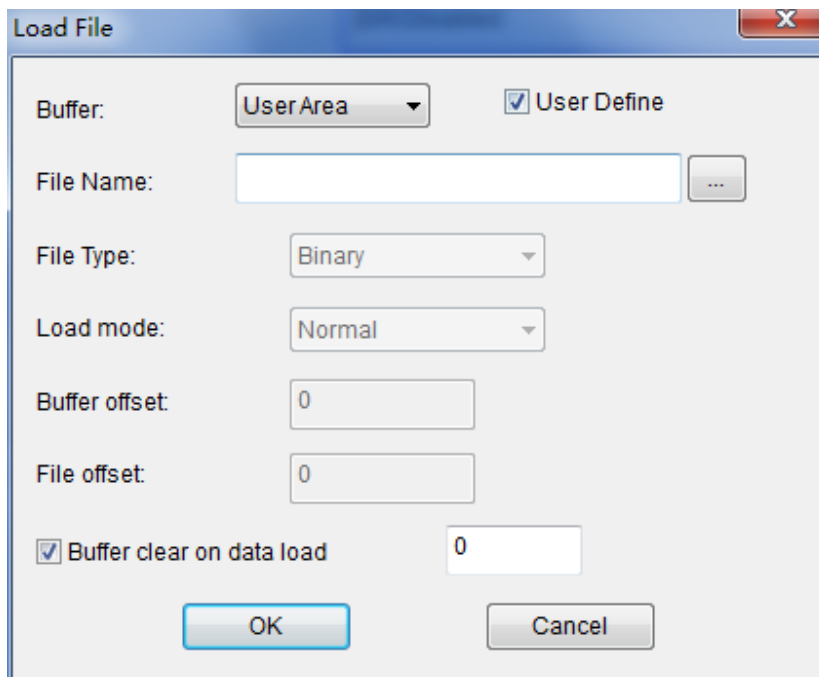 Load File
Buffer: User Area User Define
File Name: ...
File Type: Binary
Load mode: Normal
Buffer offset: 0
File offset: 0
Buffer clear on data load 0
OK Cancel